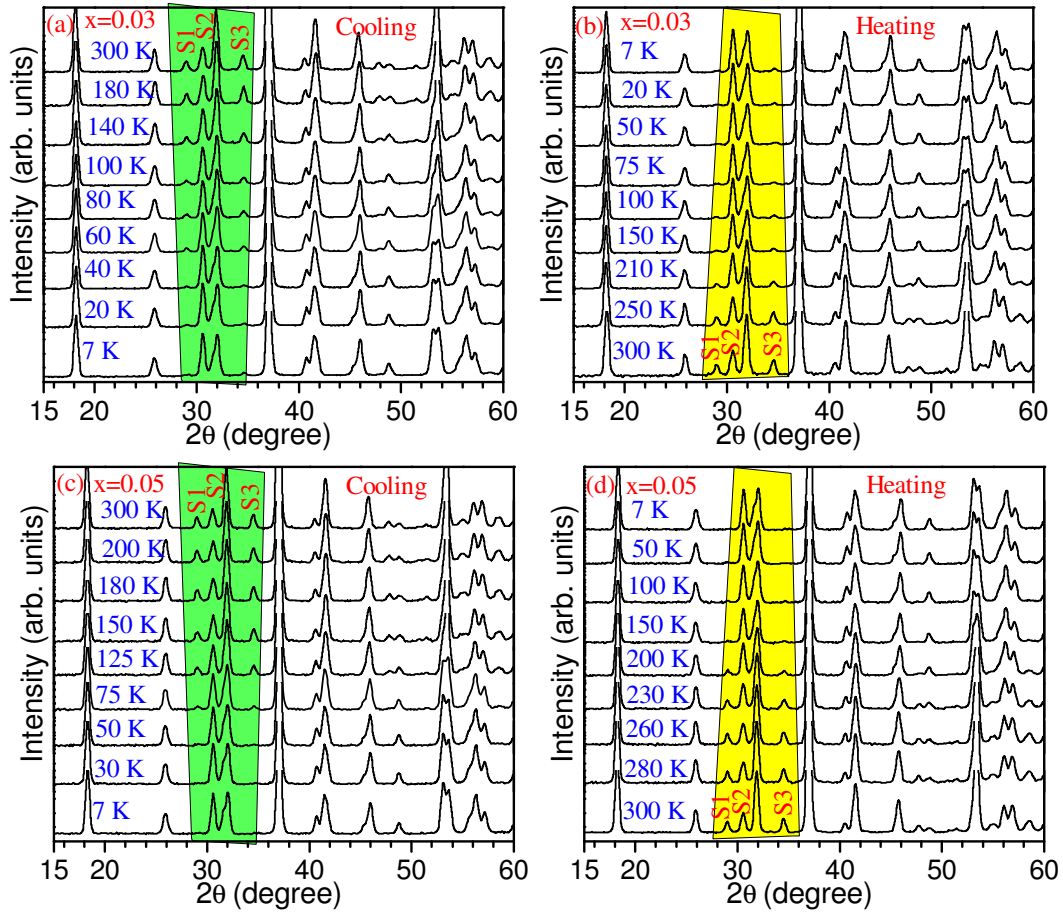 (a) x=0.03 Cooling
S1 S2 S3
300 K
180 K
140 K
100 K
80 K
60 K
40 K
20 K
7 K
Intensity (arb. units)
15 20 30 40 50 60
2θ (degree)
(b) x=0.03 Heating
7 K
20 K
50 K
75 K
100 K
150 K
210 K
250 K
300 K
S1 S2 S3
Intensity (arb. units)
15 20 30 40 50 60
2θ (degree)
(c) x=0.05 Cooling
S1 S2 S3
300 K
200 K
180 K
150 K
125 K
75 K
50 K
30 K
7 K
Intensity (arb. units)
15 20 30 40 50 60
2θ (degree)
(d) x=0.05 Heating
7 K
50 K
100 K
150 K
200 K
230 K
260 K
280 K
300 K
S1 S2 S3
Intensity (arb. units)
15 20 30 40 50 60
2θ (degree)